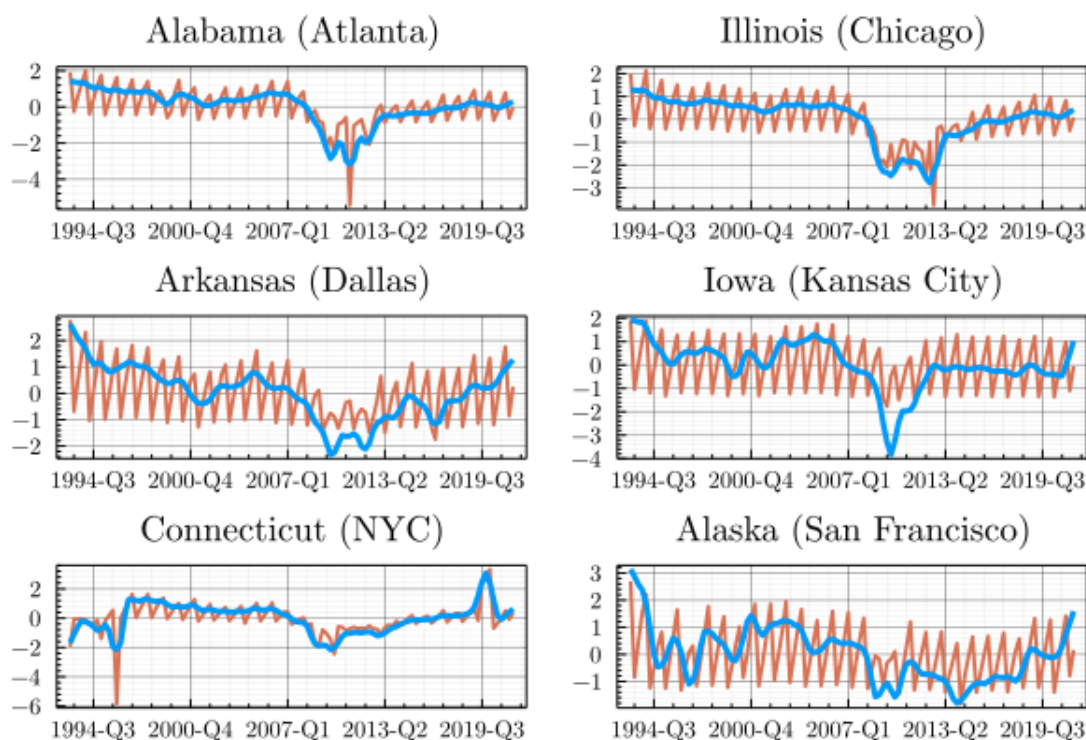 Alabama (Atlanta)
2
0
−2
−4
1994-Q3 2000-Q4 2007-Q1 2013-Q2 2019-Q3
Illinois (Chicago)
2
1
0
−1
−2
−3
1994-Q3 2000-Q4 2007-Q1 2013-Q2 2019-Q3
Arkansas (Dallas)
2
1
0
−1
−2
1994-Q3 2000-Q4 2007-Q1 2013-Q2 2019-Q3
Iowa (Kansas City)
2
1
0
−1
−2
−3
−4
1994-Q3 2000-Q4 2007-Q1 2013-Q2 2019-Q3
Connecticut (NYC)
2
0
−2
−4
−6
1994-Q3 2000-Q4 2007-Q1 2013-Q2 2019-Q3
Alaska (San Francisco)
3
2
1
0
−1
1994-Q3 2000-Q4 2007-Q1 2013-Q2 2019-Q3